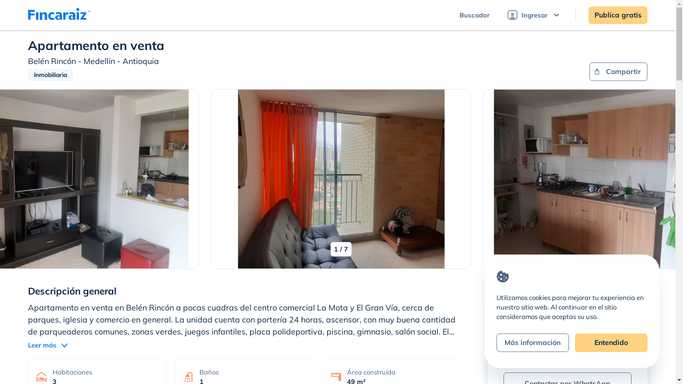 Fincaraiz
Buscador
Ingresar
Publica gratis
Apartamento en venta
Belén Rincón - Medellín - Antioquia
Inmobiliaria
Compartir
1 / 7
Descripción general
Apartamento en venta en Belén Rincón a pocas cuadras del centro comercial La Mota y El Gran Vía, cerca de
parques, iglesia y comercio en general. La unidad cuenta con portería 24 horas, ascensor, con muy buena cantidad
de parqueaderos comunes, zonas verdes, juegos infantiles, placa polideportiva, piscina, gimnasio, salón social. El...
Leer más
Habitaciones
3
Baños
1
Área construida
49 m²
Utilizamos cookies para mejorar tu experiencia en
nuestro sitio web. Al continuar en el sitio
consideramos que aceptas su uso.
Más información
Entendido
Contactar por WhatsApp